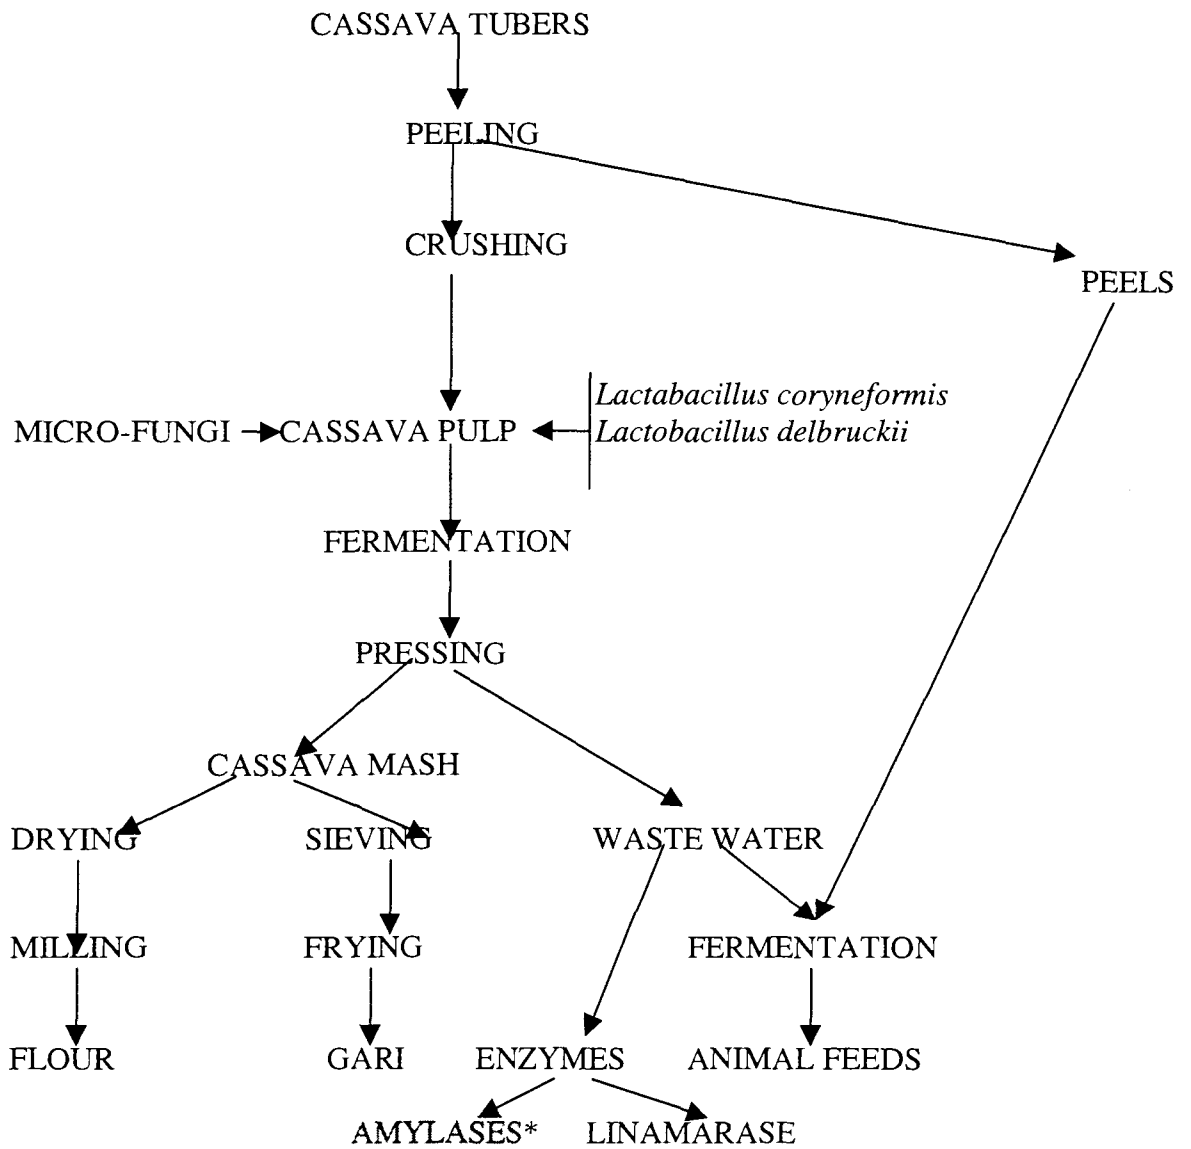 CASSAVA TUBERS
PEELING
CRUSHING
PEELS
Lactabacillus coryneformis
MICRO-FUNGI CASSAVA PULP Lactobacillus delbruckii
FERMENTATION
PRESSING
CASSAVA MASH
DRYING SIEVING WASTE WATER
MILLING FRYING FERMENTATION
FLOUR GARI ENZYMES ANIMAL FEEDS
AMYLASES* LINAMARASE